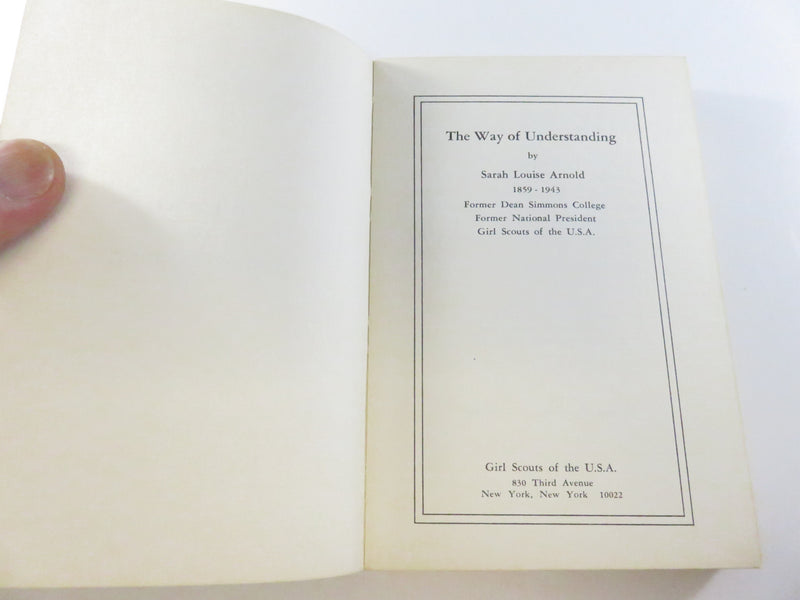 The Way of Understanding
by
Sarah Louise Arnold
1859 - 1943
Former Dean Simmons College
Former National President
Girl Scouts of the U.S.A.
Girl Scouts of the U.S.A.
830 Third Avenue
New York, New York 10022